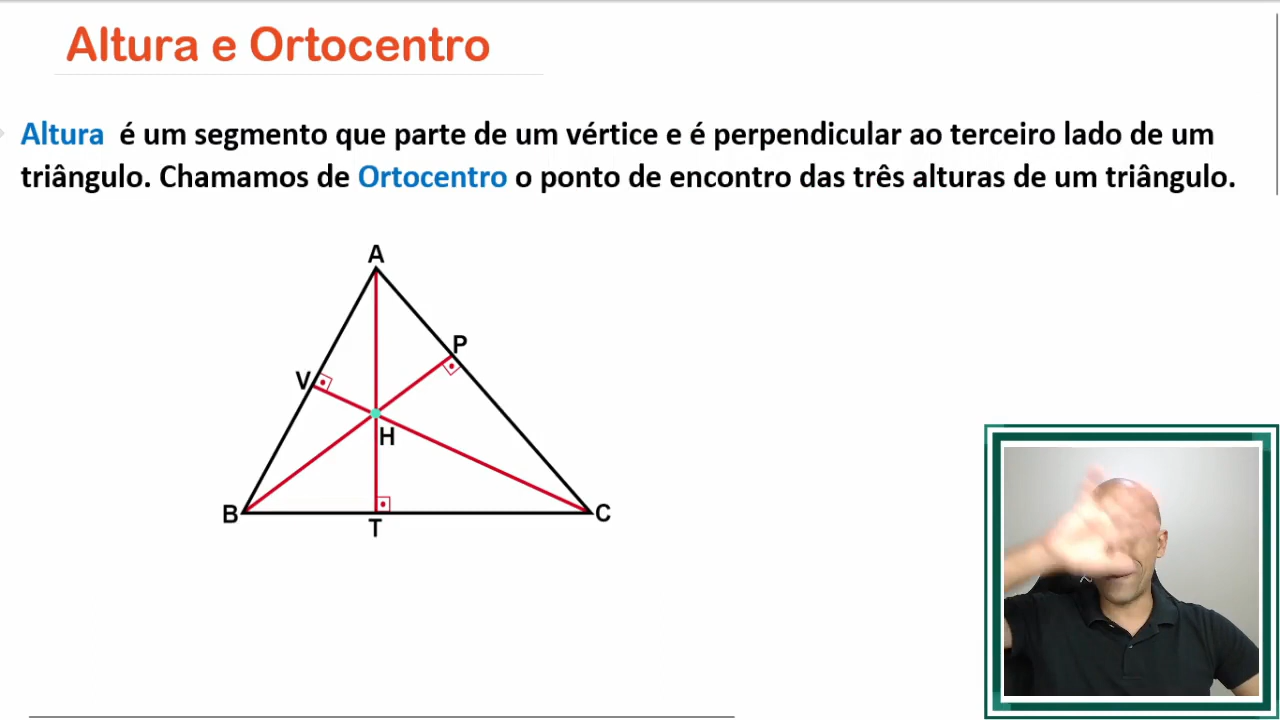 Altura e Ortocentro
Altura é um segmento que parte de um vértice e é perpendicular ao terceiro lado de um
triângulo. Chamamos de Ortocentro o ponto de encontro das três alturas de um triângulo.
A
P
V
H
B
T
C